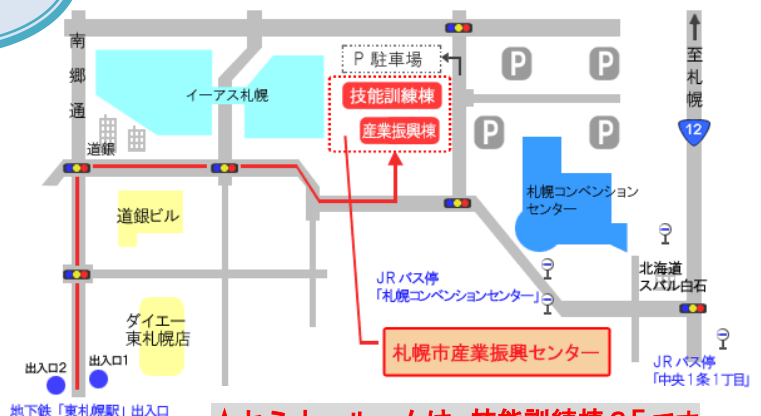 南郷通
P 駐車場
P
P
至札幌
イーアス札幌
技能訓練棟
産業振興棟
P
P
12
道銀
札幌コンベンション
センター
道銀ビル
JRバス停
「札幌コンベンションセンター」
北海道
スバル白石
ダイエー
東札幌店
札幌市産業振興センター
出入口2
出入口1
JRバス停
「中央1条1丁目」
地下鉄「東札幌駅」出入口